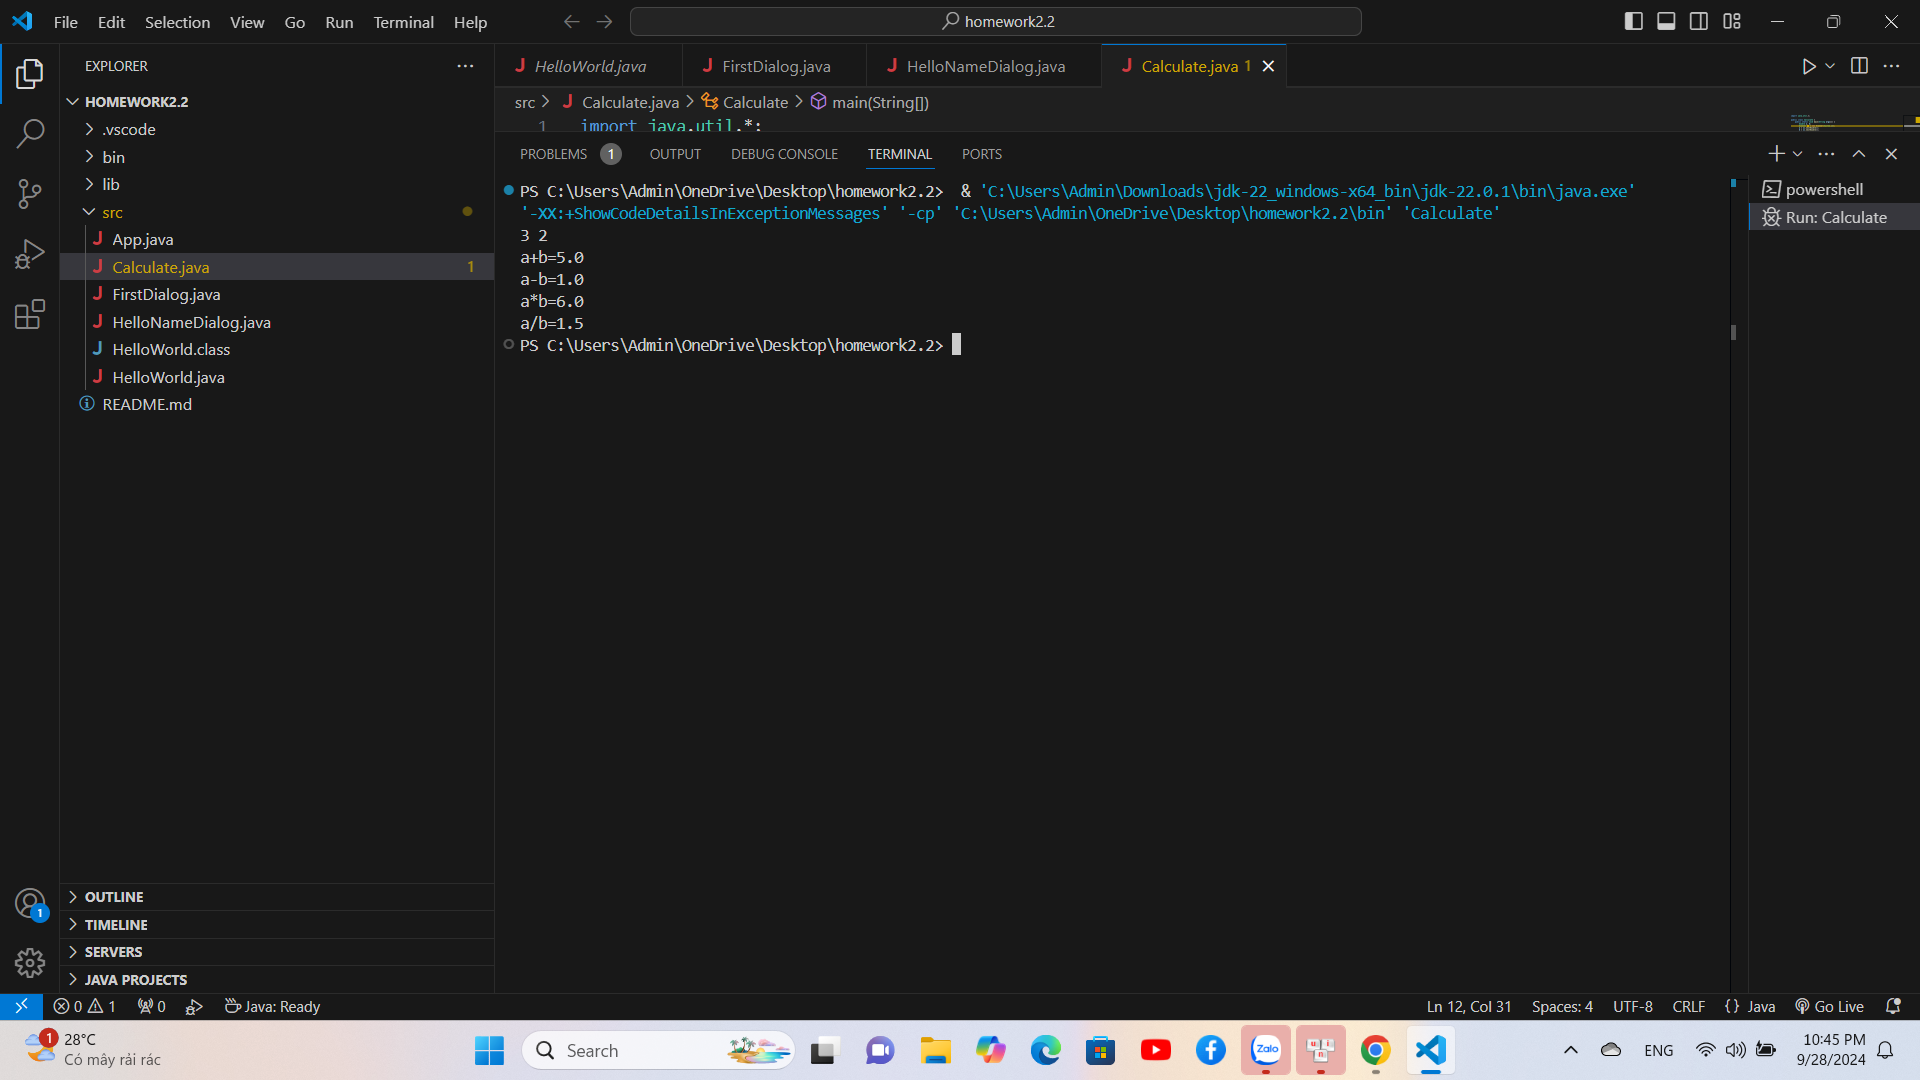 File Edit Selection View Go Run Terminal Help
homework2.2
EXPLORER
HOMEWORK2.2
.vscode
bin
lib
src
App.java
Calculate.java 1
FirstDialog.java
HelloNameDialog.java
HelloWorld.class
HelloWorld.java
README.md
OUTLINE
TIMELINE
SERVERS
JAVA PROJECTS
HelloWorld.java FirstDialog.java HelloNameDialog.java Calculate.java 1
src > Calculate.java > Calculate > main(String[])
1 import java.util.*;
PROBLEMS 1 OUTPUT DEBUG CONSOLE TERMINAL PORTS
PS C:\Users\Admin\OneDrive\Desktop\homework2.2> & 'C:\Users\Admin\Downloads\jdk-22_windows-x64_bin\jdk-22.0.1\bin\java.exe'
'-XX:+ShowCodeDetailsInExceptionMessages' '-cp' 'C:\Users\Admin\OneDrive\Desktop\homework2.2\bin' 'Calculate'
3 2
a+b=5.0
a-b=1.0
a*b=6.0
a/b=1.5
PS C:\Users\Admin\OneDrive\Desktop\homework2.2>
powershell
Run: Calculate
1
0 1 0 Java: Ready
Ln 12, Col 31 Spaces: 4 UTF-8 CRLF {} Java Go Live
1
28°C
Có mây rải rác
Search
Zalo
ENG
10:45 PM
9/28/2024